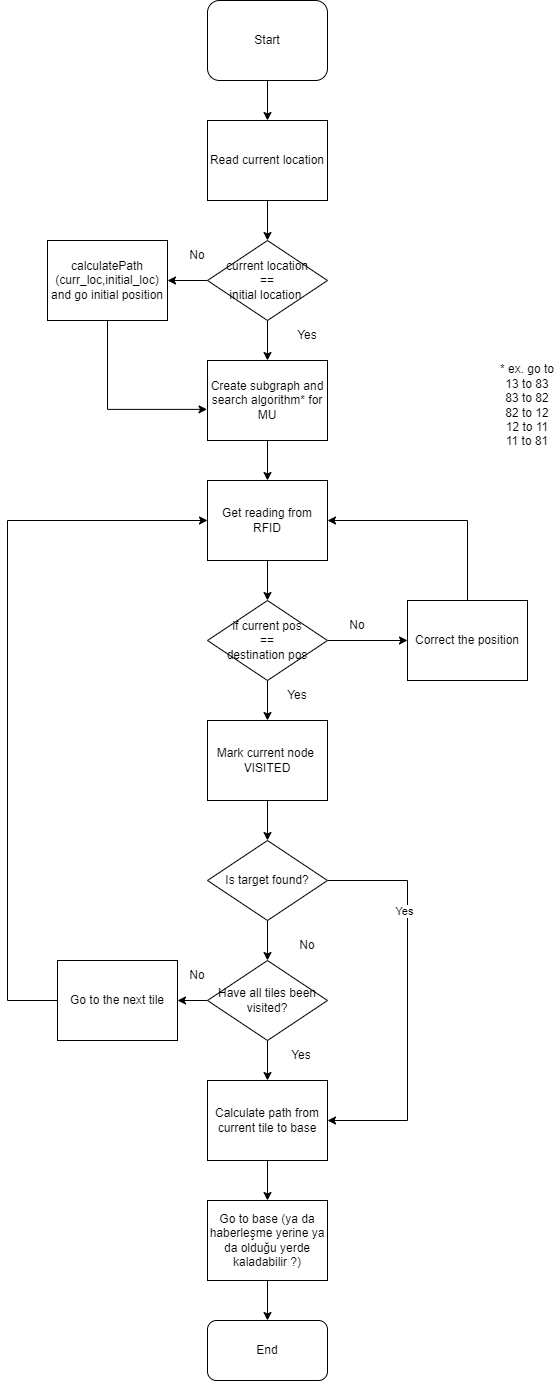 Start
Read current location
No
current location
==
initial location
calculatePath
(curr_loc,initial_loc)
and go initial position
Yes
Create subgraph and
search algorithm* for
MU
* ex. go to
13 to 83
83 to 82
82 to 12
12 to 11
11 to 81
Get reading from
RFID
If current pos
==
destination pos
No
Correct the position
Yes
Mark current node
VISITED
Is target found?
Yes
No
Have all tiles been
visited?
No
Go to the next tile
Yes
Calculate path from
current tile to base
Go to base (ya da
haberleşme yerine ya
da olduğu yerde
kaladabilir ?)
End